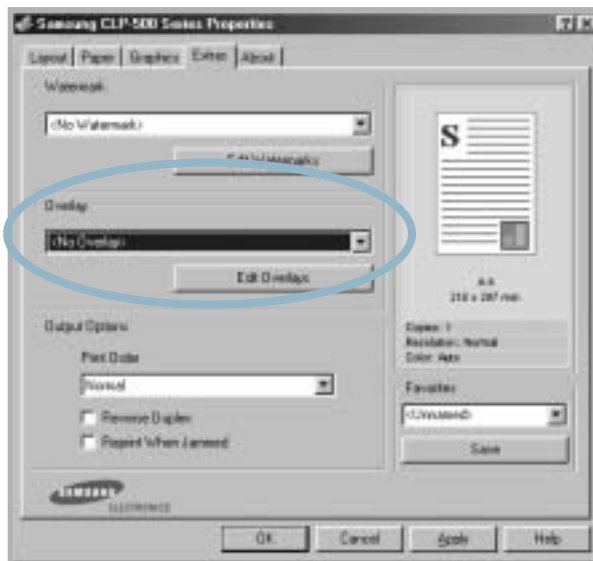 Samsung CLP-500 Series Properties
Layout Paper Graphics Extras About
Watermark
<No Watermark>
Edit Watermarks
Overlay
<No Overlay>
Edit Overlays
Output Options
Print Order
Normal
Reverse Duplex
Reprint When Jammed
ELECTRONICS
S
A4
210 x 297 mm
Copies: 1
Resolution: Normal
Color: Auto
Favorites
<Unnamed>
Save
OK Cancel Apply Help